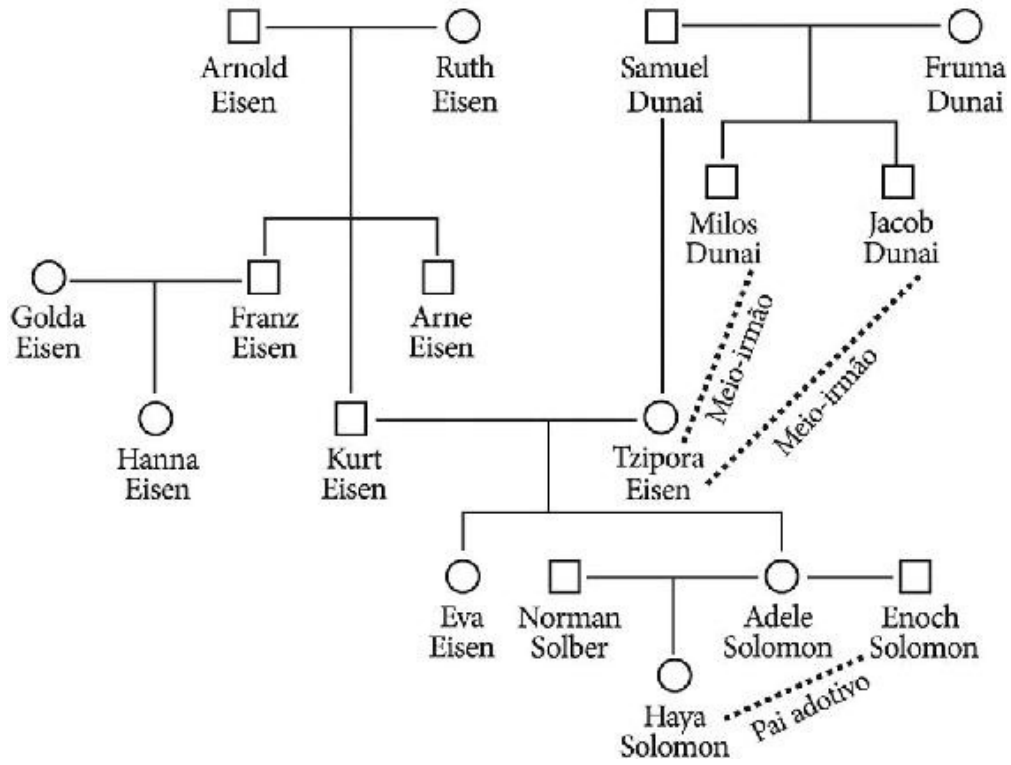 Arnold
Eisen
Ruth
Eisen
Samuel
Dunai
Fruma
Dunai
Milos
Dunai
Jacob
Dunai
Golda
Eisen
Franz
Eisen
Arne
Eisen
Meio-irmão
Meio-irmão
Hanna
Eisen
Kurt
Eisen
Tzipora
Eisen
Eva
Eisen
Norman
Solber
Adele
Solomon
Enoch
Solomon
Haya
Solomon
Pai adotivo